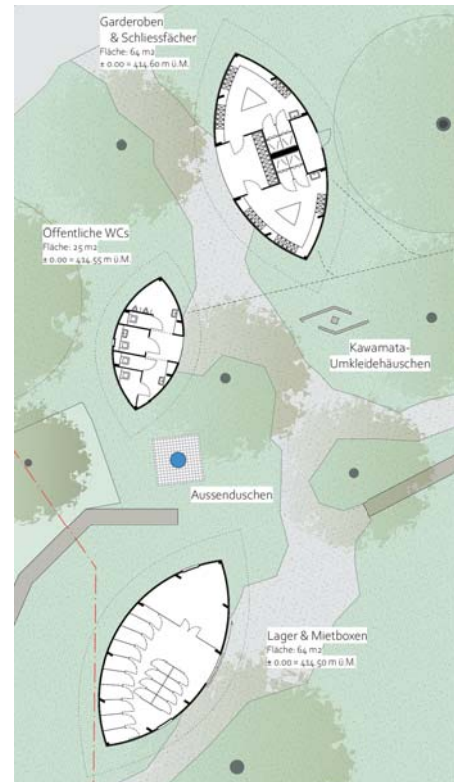 Garderoben
& Schliessfächer
Fläche: 64 m2
± 0.00 = 414.60 m ü.M.
Öffentliche WCs
Fläche: 25 m2
± 0.00 = 414.55 m ü.M.
Kawamata-
Umkleidehäuschen
Aussenduschen
Lager & Mietboxen
Fläche: 64 m2
± 0.00 = 414.50 m ü.M.